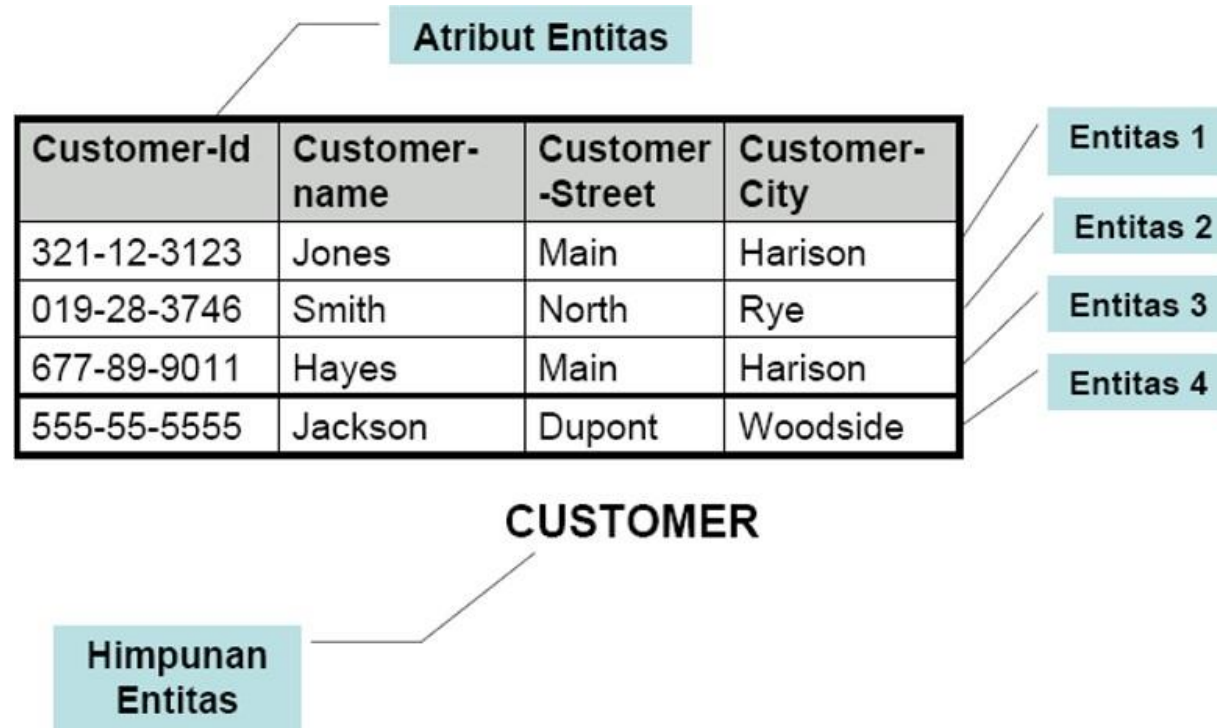 Atribut Entitas
Customer-Id Customer-name Customer-Street Customer-City
321-12-3123 Jones Main Harison
019-28-3746 Smith North Rye
677-89-9011 Hayes Main Harison
555-55-5555 Jackson Dupont Woodside
Entitas 1
Entitas 2
Entitas 3
Entitas 4
CUSTOMER
Himpunan
Entitas